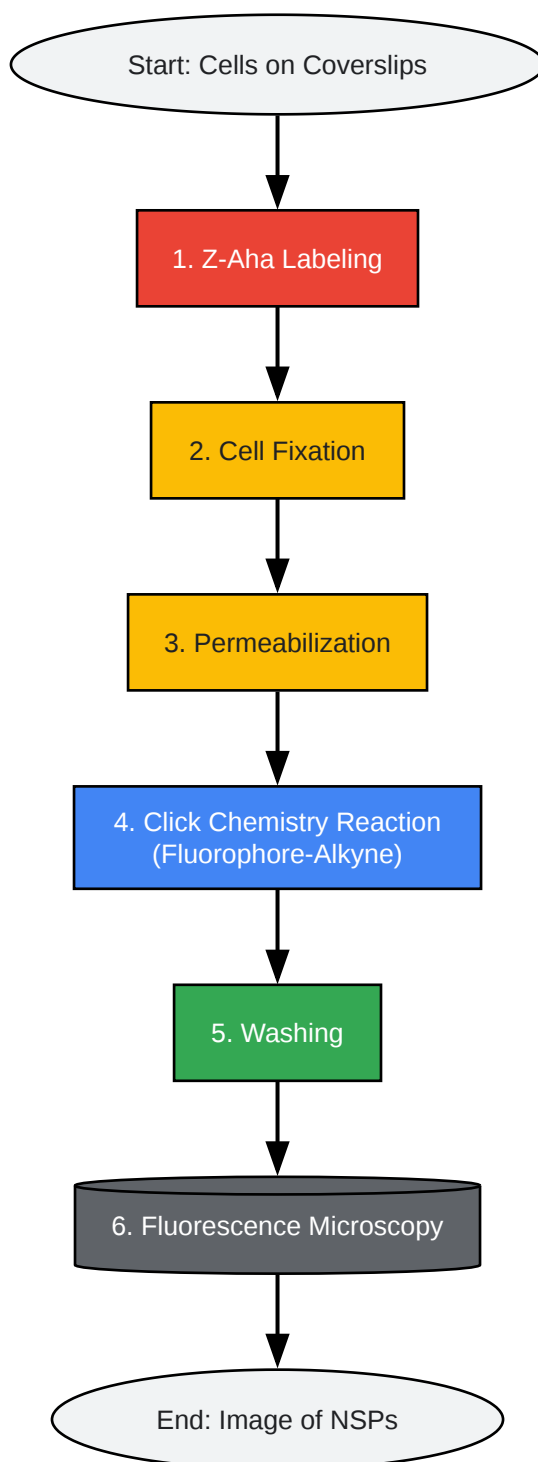 Start: Cells on Coverslips
1. Z-Aha Labeling
2. Cell Fixation
3. Permeabilization
4. Click Chemistry Reaction
(Fluorophore-Alkyne)
5. Washing
6. Fluorescence Microscopy
End: Image of NSPs